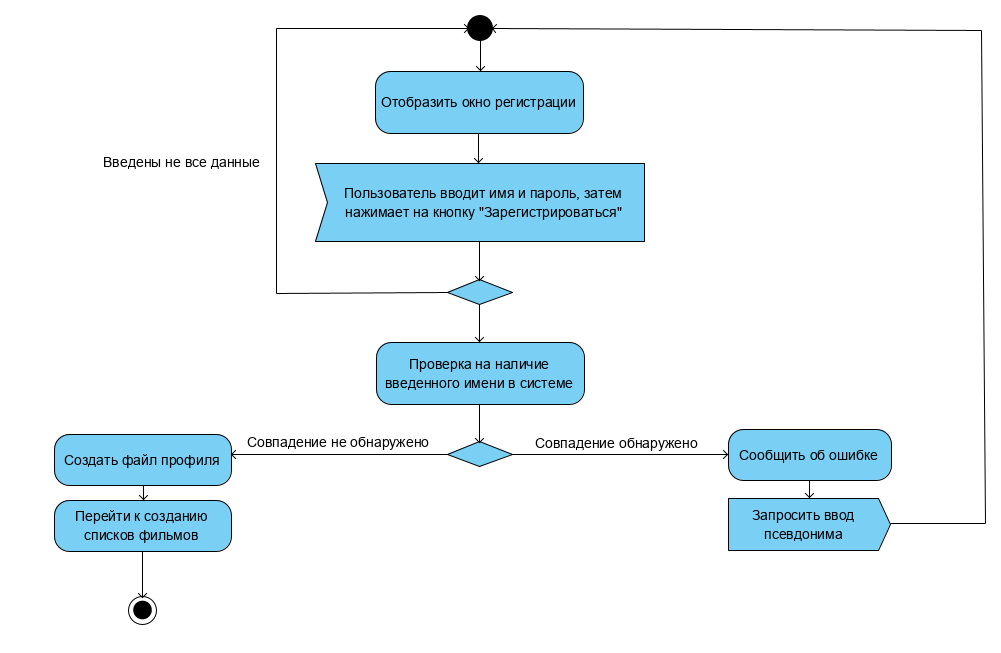 Отобразить окно регистрации
Введены не все данные
Пользователь вводит имя и пароль, затем
нажимает на кнопку "Зарегистрироваться"
Проверка на наличие
введенного имени в системе
Совпадение не обнаружено
Совпадение обнаружено
Создать файл профиля
Сообщить об ошибке
Перейти к созданию
списков фильмов
Запросить ввод
псевдонима